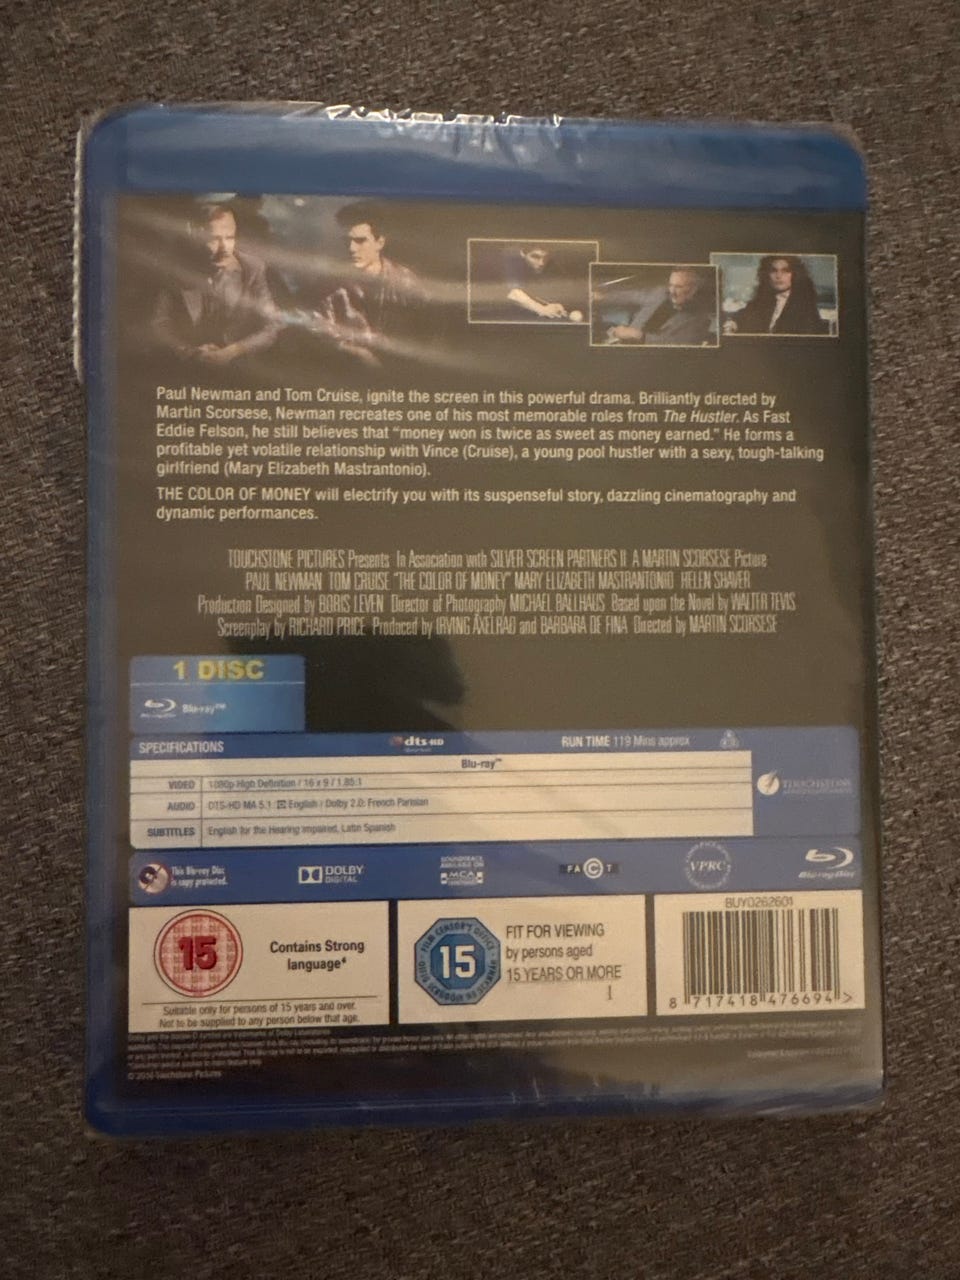 Paul Newman and Tom Cruise, ignite the screen in this powerful drama. Brilliantly directed by
Martin Scorsese, Newman recreates one of his most memorable roles from The Hustler. As Fast
Eddie Felson, he still believes that “money won is twice as sweet as money earned.” He forms a
profitable yet volatile relationship with Vince (Cruise), a young pool hustler with a sexy, tough-talking
girlfriend (Mary Elizabeth Mastrantonio).
THE COLOR OF MONEY will electrify you with its suspenseful story, dazzling cinematography and
dynamic performances.
TOUCHSTONE PICTURES Presents In Association with SILVER SCREEN PARTNERS II A MARTIN SCORSESE Picture
PAUL NEWMAN TOM CRUISE “THE COLOR OF MONEY” MARY ELIZABETH MASTRANTONIO HELEN SHAVER
Production Designed by BORIS LEVEN Director of Photography MICHAEL BALLHAUS Based upon the Novel by WALTER TEVIS
Screenplay by RICHARD PRICE Produced by IRVING AXELRAD and BARBARA DE FINA Directed by MARTIN SCORSESE
1 DISC
Blu-ray™
SPECIFICATIONS
dts-HD
RUN TIME 119 Mins approx
Blu-ray™
VIDEO 1080p High Definition / 16 x 9 / 1.85:1
AUDIO DTS-HD MA 5.1: English / Dolby 2.0: French Parisian
SUBTITLES English for the Hearing Impaired, Latin Spanish
TOUCHSTONE
This Blu-ray Disc
is copy protected.
DOLBY
DIGITAL
SOUNDTRACK
AVAILABLE ON
MCA
FACT
VPRC
Blu-ray Disc
15
Contains Strong
language
Suitable only for persons of 15 years and over.
Not to be supplied to any person below that age.
15
FIT FOR VIEWING
by persons aged
15 YEARS OR MORE
BUY0262601
8 717418 476694 >
Touchstone Pictures